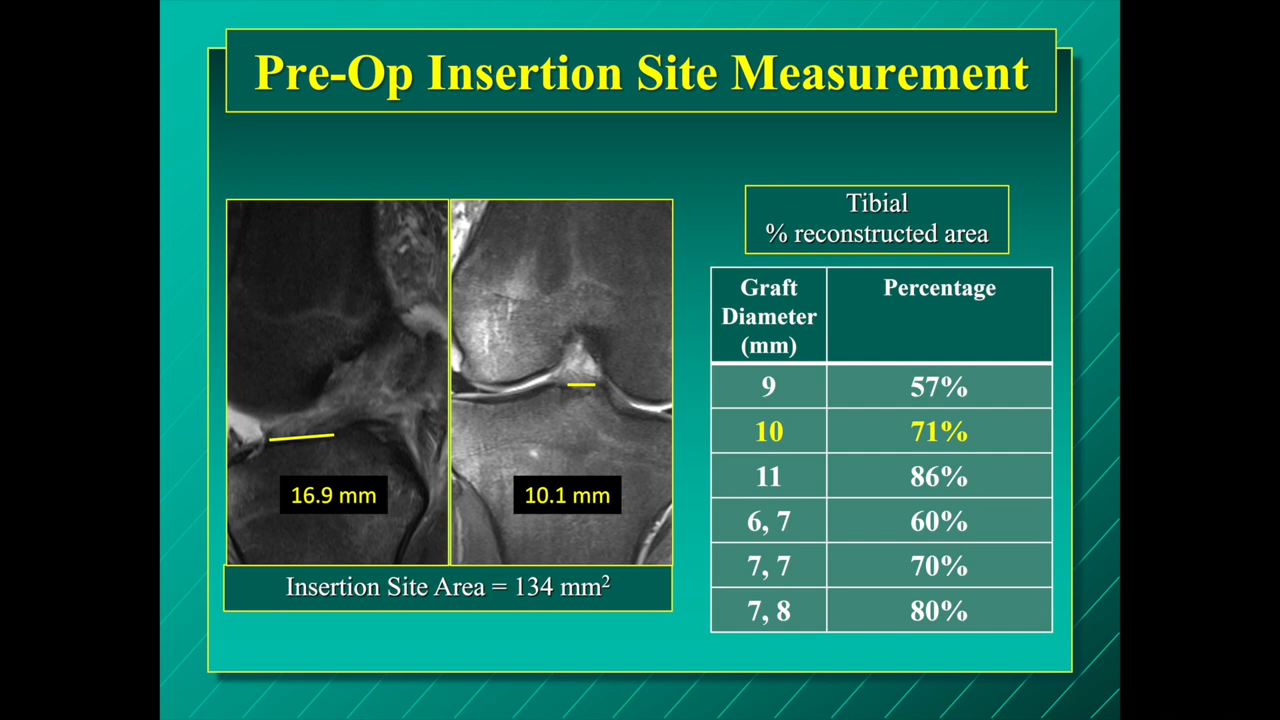 Pre-Op Insertion Site Measurement
16.9 mm
10.1 mm
Insertion Site Area = 134 mm²
Tibial
% reconstructed area
Graft
Diameter
(mm)
Percentage
9 57%
10 71%
11 86%
6, 7 60%
7, 7 70%
7, 8 80%